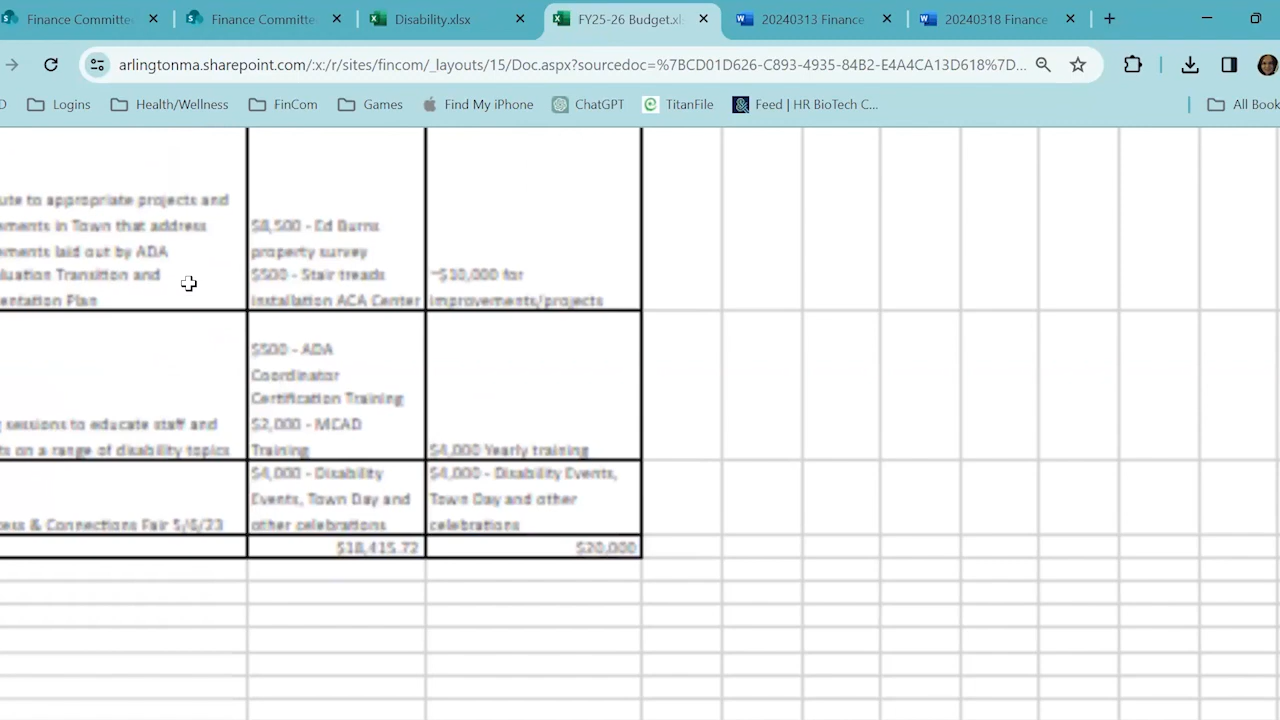 Finance Committe
Finance Committe
Disability.xlsx
FY25-26 Budget.xl
20240313 Finance
20240318 Finance
arlingtonma.sharepoint.com/:x:/r/sites/fincom/_layouts/15/Doc.aspx?sourcedoc=%7BCD01D626-C893-4935-84B2-E4A4CA13D618%7D...
Logins
Health/Wellness
FinCom
Games
Find My iPhone
ChatGPT
TitanFile
Feed | HR BioTech C...
All Book
ute to appropriate projects and
ements in Town that address
ements laid out by ADA
luation Transition and
entation Plan
$8,500 - Ed Burns
property survey
$500 - Stair treads
installation ACA Center
~$10,000 for
improvements/projects
sessions to educate staff and
ts on a range of disability topics
$500 - ADA
Coordinator
Certification Training
$2,000 - MCAD
Training
$4,000 Yearly training
ess & Connections Fair 5/6/23
$4,000 - Disability
Events, Town Day and
other celebrations
$4,000 - Disability Events,
Town Day and other
celebrations
$18,415.72
$20,000